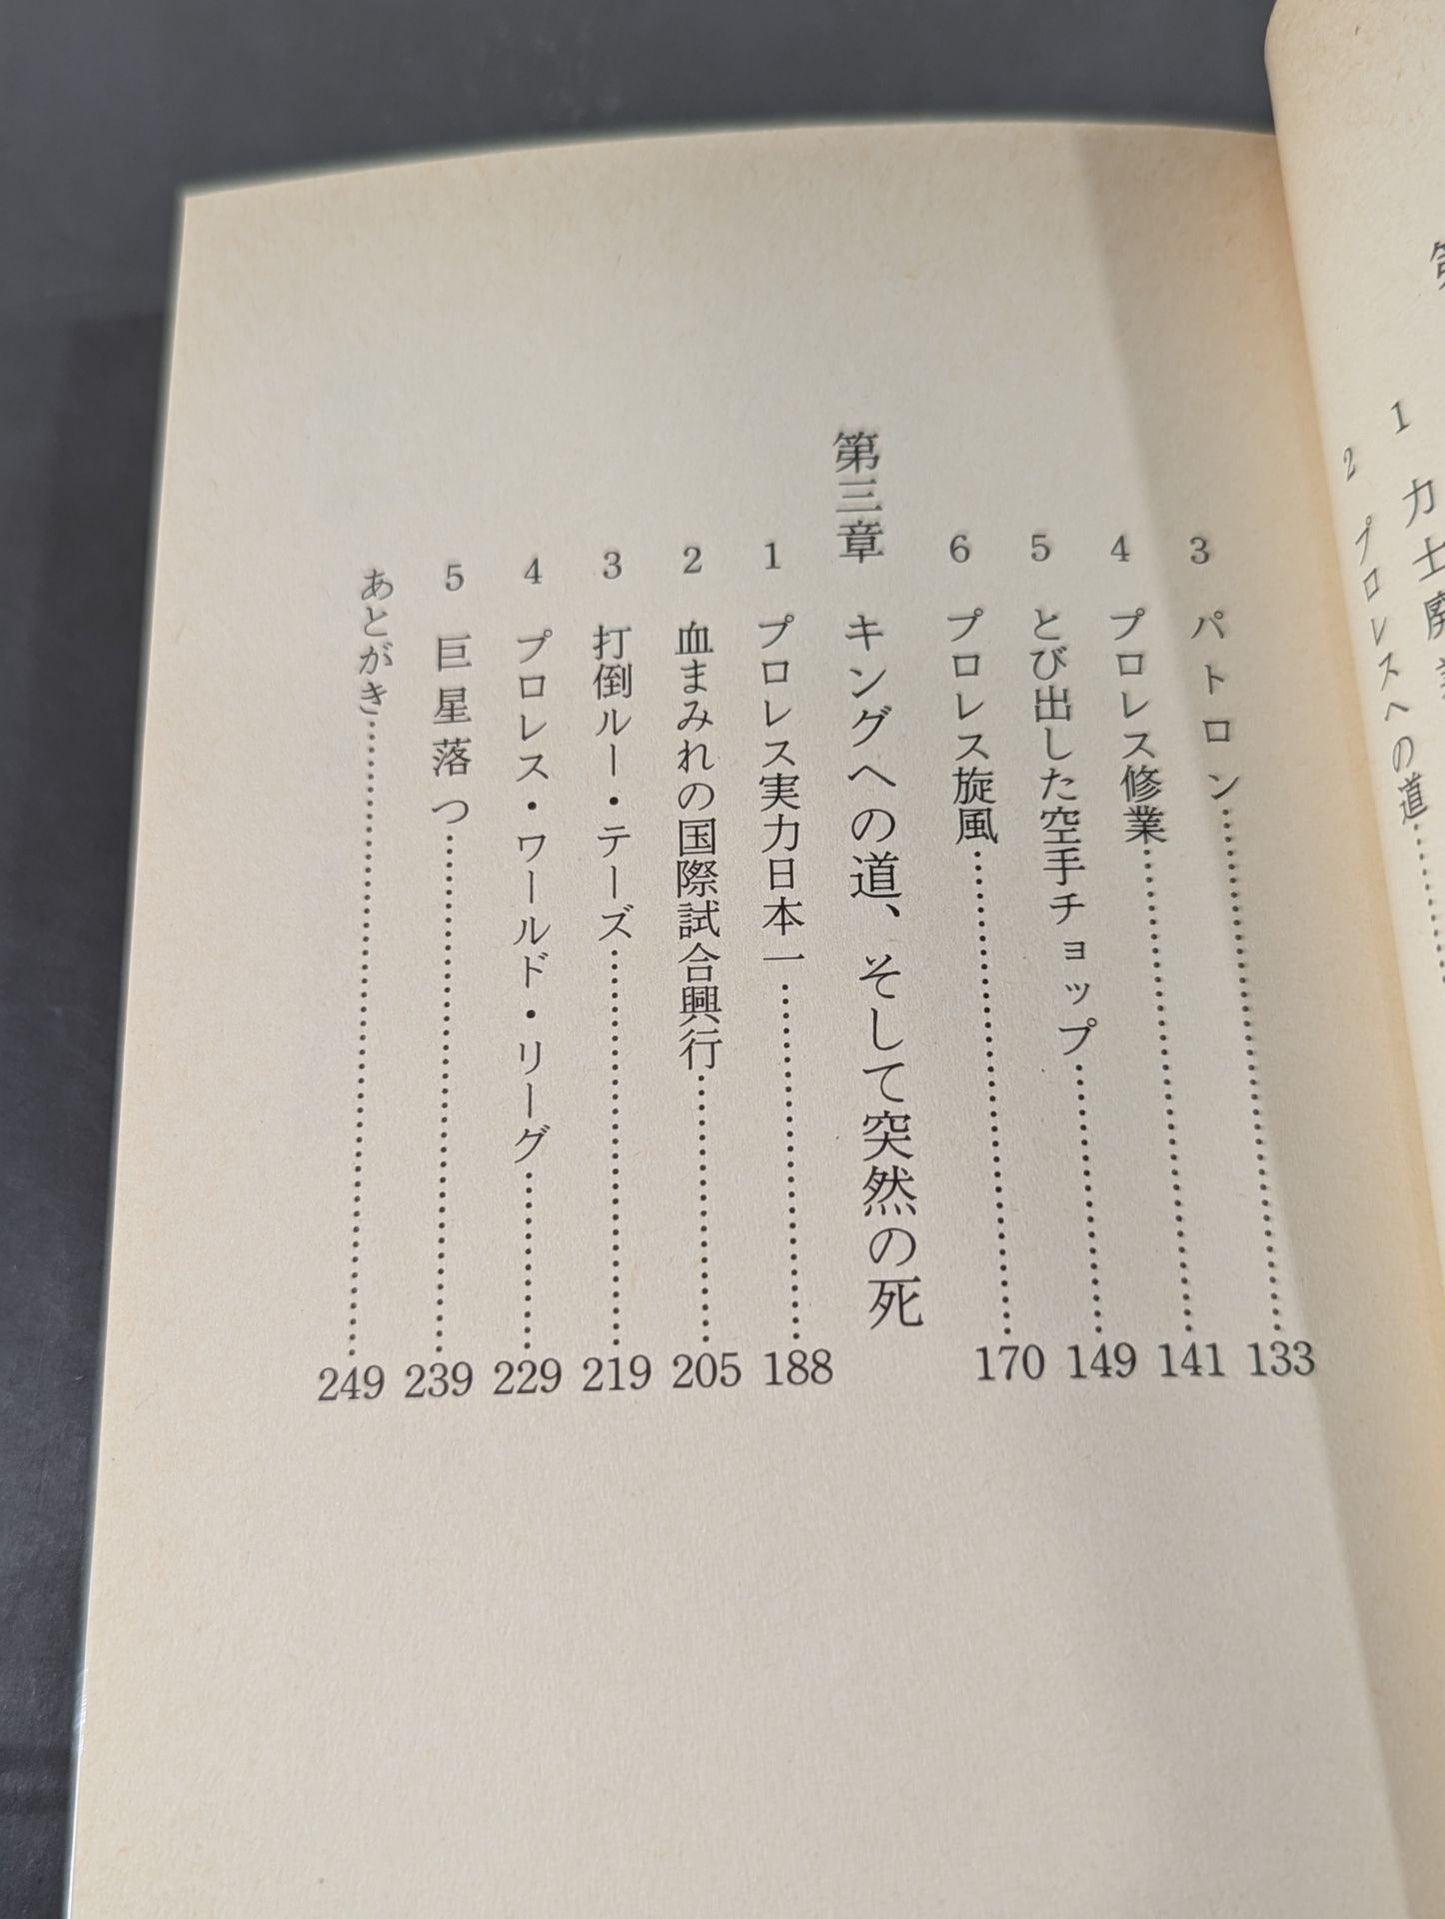 1 力士廃
2 プロレスへの道
3 パトロン 133
4 プロレス修業 141
5 とび出した空手チョップ 149
6 プロレス旋風 170
第三章 キングへの道、そして突然の死
1 プロレス実力日本一 188
2 血まみれの国際試合興行 205
3 打倒ルー・テーズ 219
4 プロレス・ワールド・リーグ 229
5 巨星落つ 239
あとがき 249